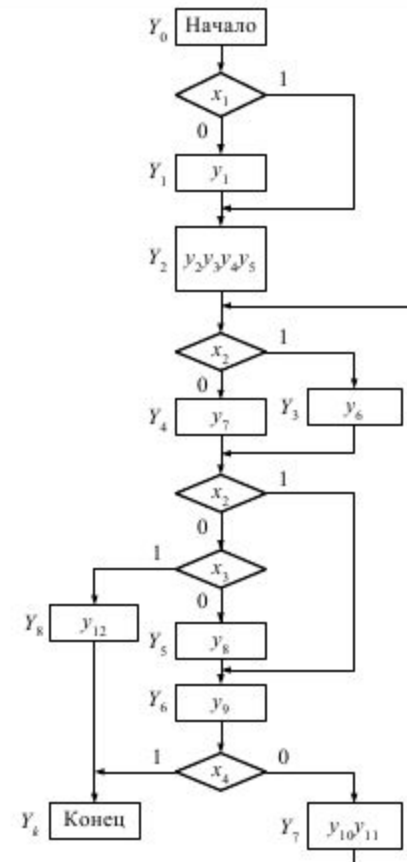 Y₀ Начало
x₁ 1
0
Y₁ y₁
Y₂ y₂y₃y₄y₅
x₂ 1
0
Y₄ y₇ Y₃ y₆
x₂ 1
0
1 x₃
0
Y₈ y₁₂ Y₅ y₈
Y₆ y₉
1 x₄ 0
Yₖ Конец Y₇ y₁₀y₁₁